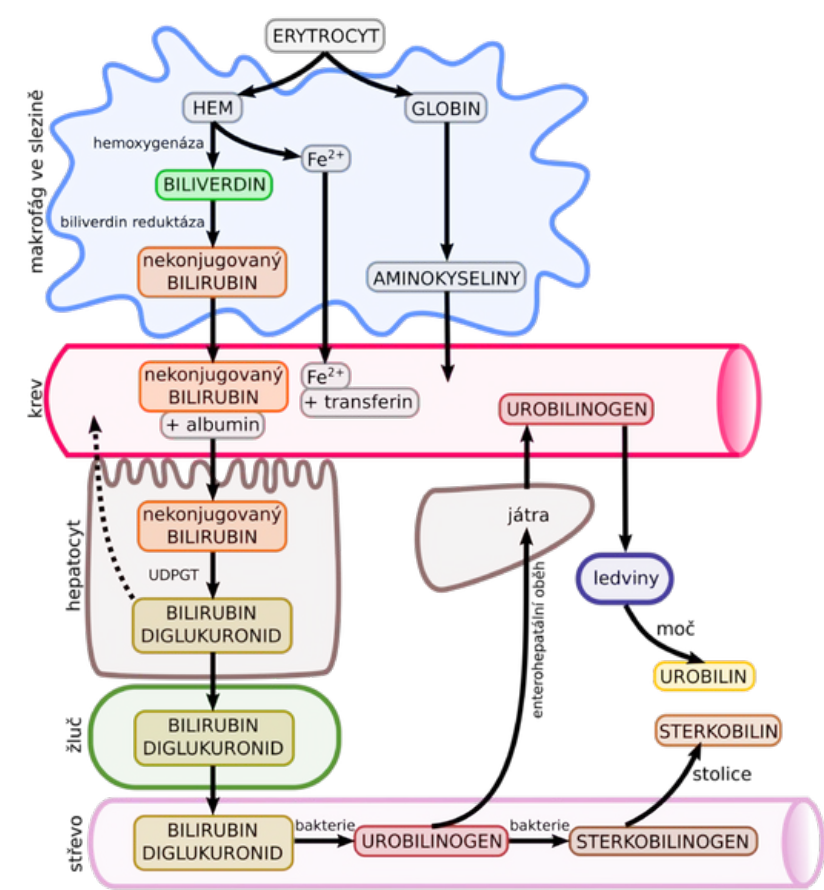 ERYTROCYT
makrofág ve slezině
HEM
GLOBIN
hemoxygenáza
Fe²⁺
BILIVERDIN
biliverdin reduktáza
nekonjugovaný
BILIRUBIN
AMINOKYSELINY
krev
nekonjugovaný
BILIRUBIN
+ albumin
Fe²⁺
+ transferin
UROBILINOGEN
hepatocyt
nekonjugovaný
BILIRUBIN
UDPGT
BILIRUBIN
DIGLUKURONID
játra
enterohepatální oběh
ledviny
moč
UROBILIN
žluč
BILIRUBIN
DIGLUKURONID
STERKOBILIN
stolice
střevo
BILIRUBIN
DIGLUKURONID
bakterie
UROBILINOGEN
bakterie
STERKOBILINOGEN